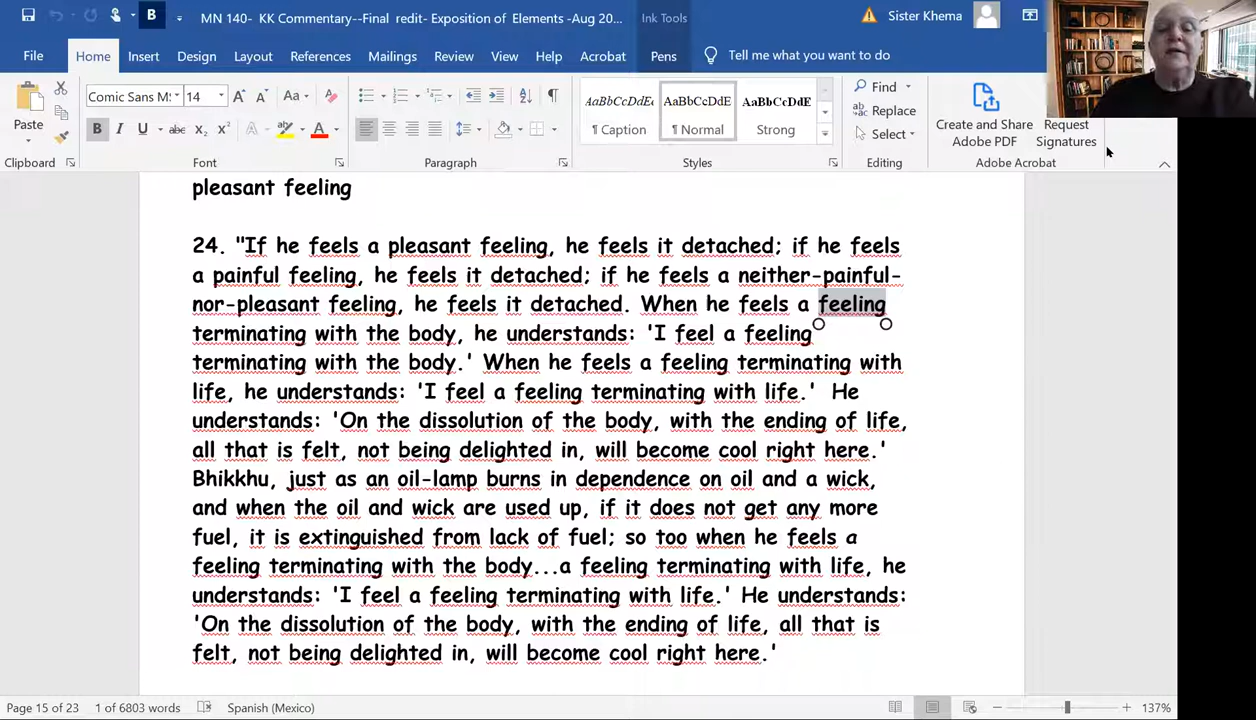 MN 140- KK Commentary--Final redit- Exposition of Elements -Aug 20...
Ink Tools
Sister Khema
File
Home
Insert
Design
Layout
References
Mailings
Review
View
Help
Acrobat
Pens
Tell me what you want to do
Paste
Clipboard
Comic Sans M
14
Font
Paragraph
AaBbCcDdEe
¶ Caption
AaBbCcDdE
¶ Normal
AaBbCcDdE
Strong
Styles
Find
Replace
Select
Editing
Create and Share
Adobe PDF
Request
Signatures
Adobe Acrobat
pleasant feeling
24. "If he feels a pleasant feeling, he feels it detached; if he feels
a painful feeling, he feels it detached; if he feels a neither-painful-
nor-pleasant feeling, he feels it detached. When he feels a feeling
terminating with the body, he understands: 'I feel a feeling
terminating with the body.' When he feels a feeling terminating with
life, he understands: 'I feel a feeling terminating with life.' He
understands: 'On the dissolution of the body, with the ending of life,
all that is felt, not being delighted in, will become cool right here.'
Bhikkhu, just as an oil-lamp burns in dependence on oil and a wick,
and when the oil and wick are used up, if it does not get any more
fuel, it is extinguished from lack of fuel; so too when he feels a
feeling terminating with the body...a feeling terminating with life, he
understands: 'I feel a feeling terminating with life.' He understands:
'On the dissolution of the body, with the ending of life, all that is
felt, not being delighted in, will become cool right here.'
Page 15 of 23
1 of 6803 words
Spanish (Mexico)
137%